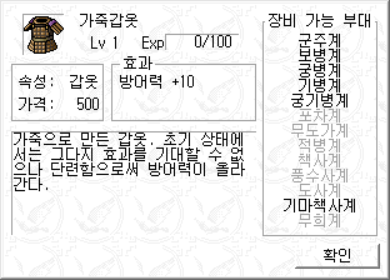 가죽갑옷
Lv 1 Exp 0/100
속성: 갑옷
가격: 500
효과
방어력 +10
가죽으로 만든 갑옷. 초기 상태에
서는 그다지 효과를 기대할 수 없
으나 단련함으로써 방어력이 올라
간다.
장비 가능 부대
군주계
보병계
궁병계
기병계
궁기병계
포차계
무도가계
적병계
책사계
풍수사계
도사계
기마책사계
무희계
확인